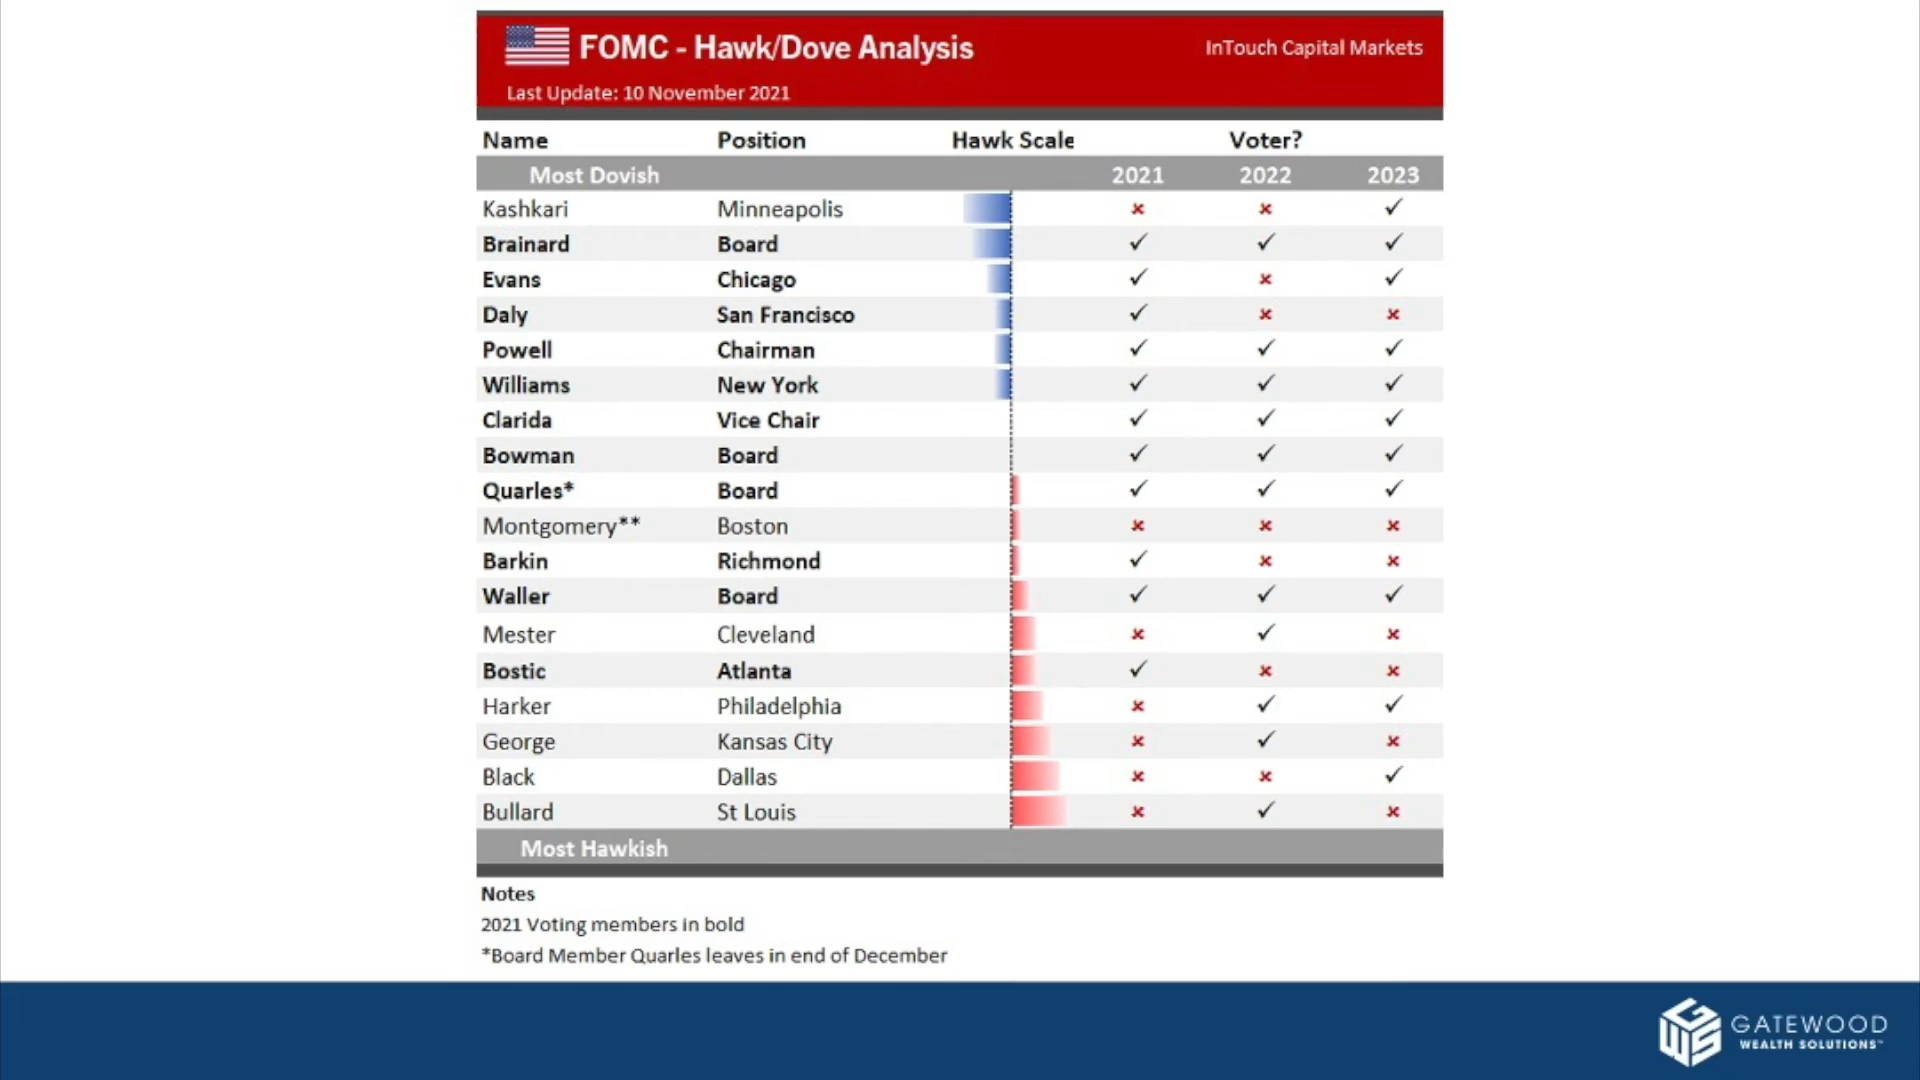 FOMC - Hawk/Dove Analysis InTouch Capital Markets
Last Update: 10 November 2021
Name Position Hawk Scale Voter?
Most Dovish 2021 2022 2023
Kashkari Minneapolis × × ✓
Brainard Board ✓ ✓ ✓
Evans Chicago ✓ × ✓
Daly San Francisco ✓ × ×
Powell Chairman ✓ ✓ ✓
Williams New York ✓ ✓ ✓
Clarida Vice Chair ✓ ✓ ✓
Bowman Board ✓ ✓ ✓
Quarles* Board ✓ ✓ ✓
Montgomery** Boston × × ×
Barkin Richmond ✓ × ×
Waller Board ✓ ✓ ✓
Mester Cleveland × ✓ ×
Bostic Atlanta ✓ × ×
Harker Philadelphia × ✓ ✓
George Kansas City × ✓ ×
Black Dallas × × ✓
Bullard St Louis × ✓ ×
Most Hawkish
Notes
2021 Voting members in bold
*Board Member Quarles leaves in end of December
GATEWOOD
WEALTH SOLUTIONS™